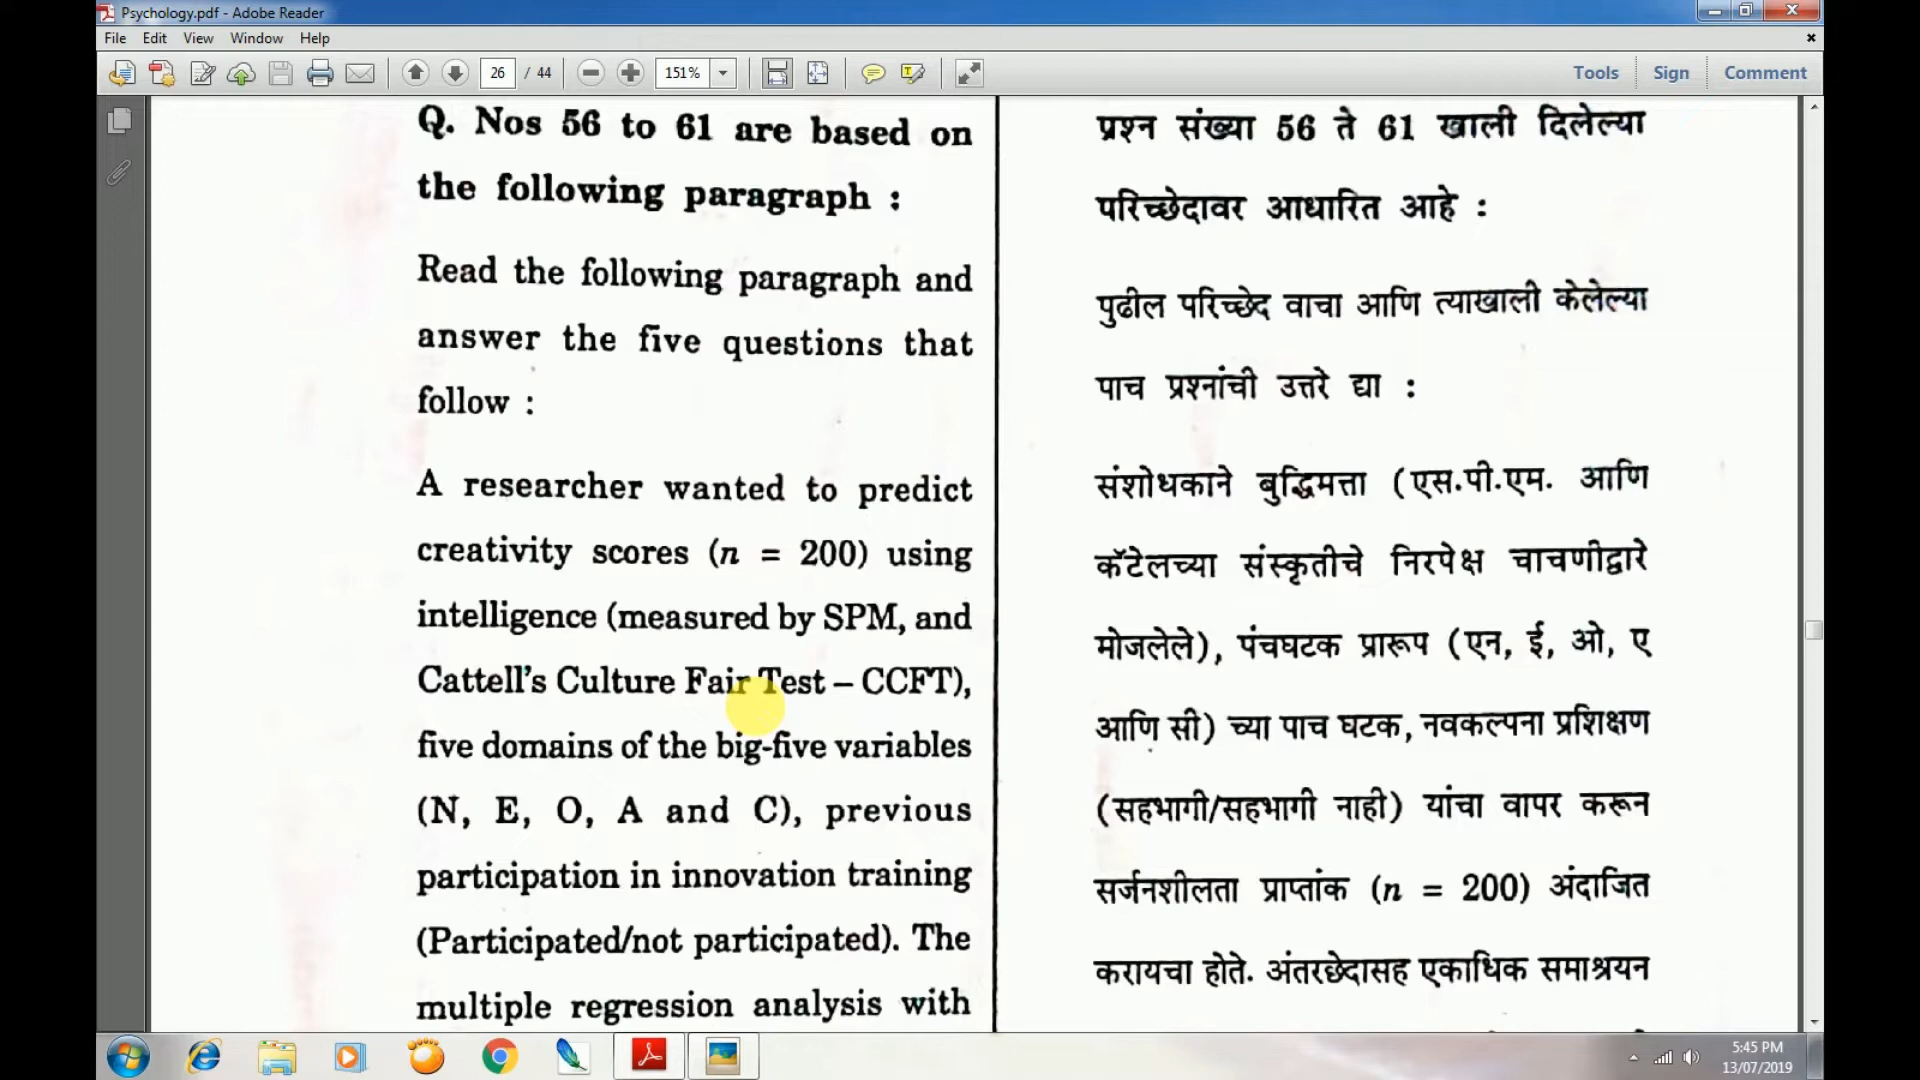 Psychology.pdf - Adobe Reader
File Edit View Window Help
26 / 44 151% Tools Sign Comment
Q. Nos 56 to 61 are based on
the following paragraph :
Read the following paragraph and
answer the five questions that
follow :
A researcher wanted to predict
creativity scores (n = 200) using
intelligence (measured by SPM, and
Cattell's Culture Fair Test – CCFT),
five domains of the big-five variables
(N, E, O, A and C), previous
participation in innovation training
(Participated/not participated). The
multiple regression analysis with
प्रश्न संख्या 56 ते 61 खाली दिलेल्या
परिच्छेदावर आधारित आहे :
पुढील परिच्छेद वाचा आणि त्याखाली केलेल्या
पाच प्रश्नांची उत्तरे द्या :
संशोधकाने बुद्धिमत्ता (एस.पी.एम. आणि
कॅटेलच्या संस्कृतीचे निरपेक्ष चाचणीद्वारे
मोजलेले), पंचघटक प्रारूप (एन, ई, ओ, ए
आणि सी) च्या पाच घटक, नवकल्पना प्रशिक्षण
(सहभागी/सहभागी नाही) यांचा वापर करून
सर्जनशीलता प्राप्तांक (n = 200) अंदाजित
करायचा होते. अंतरछेदासह एकाधिक समाश्रयन
5:45 PM
13/07/2019